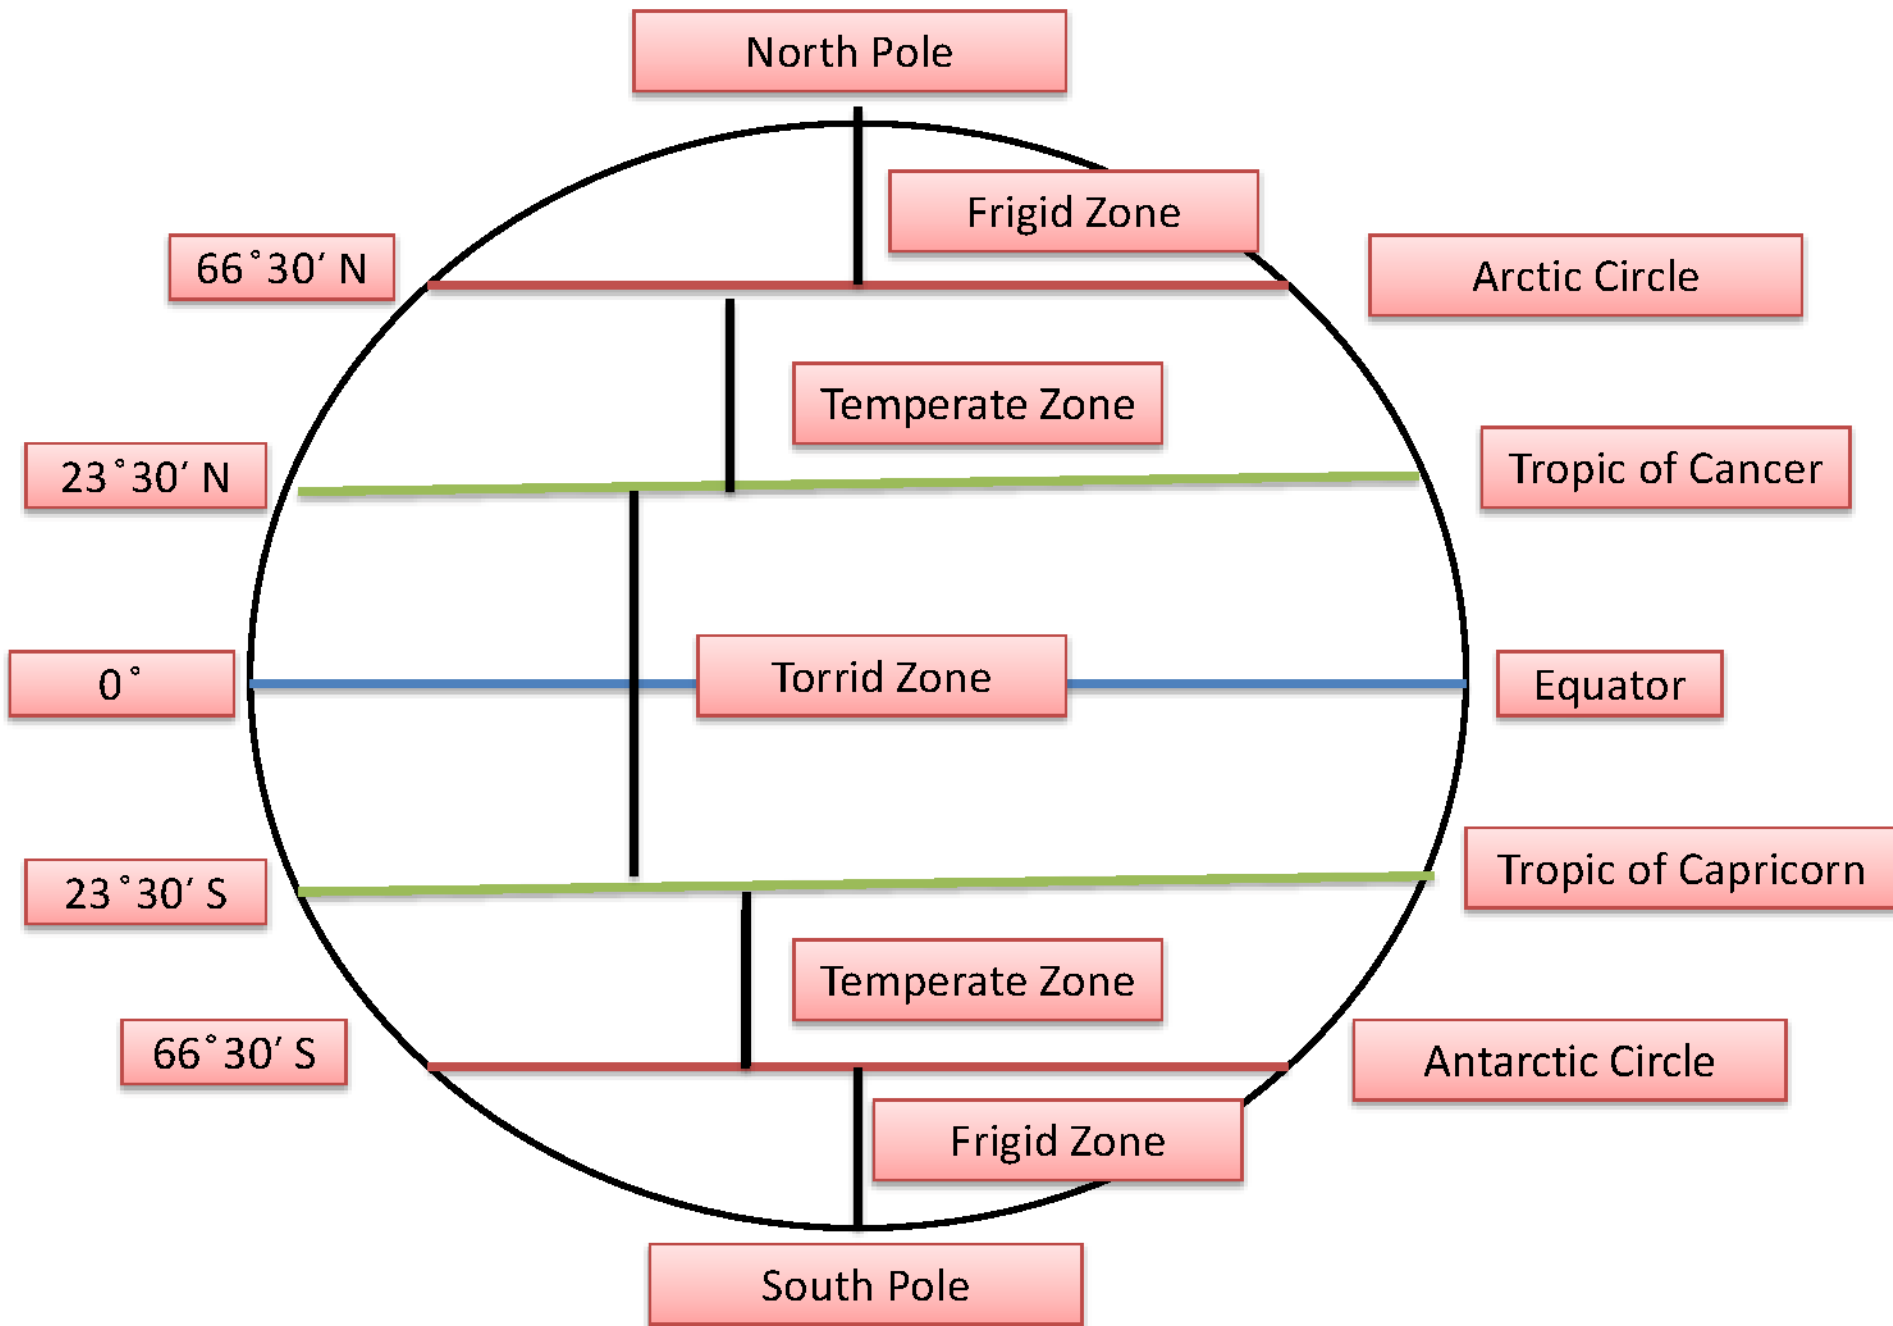 North Pole
Frigid Zone
66°30’ N
Arctic Circle
Temperate Zone
23°30’ N
Tropic of Cancer
0°
Torrid Zone
Equator
23°30’ S
Tropic of Capricorn
Temperate Zone
66°30’ S
Antarctic Circle
Frigid Zone
South Pole